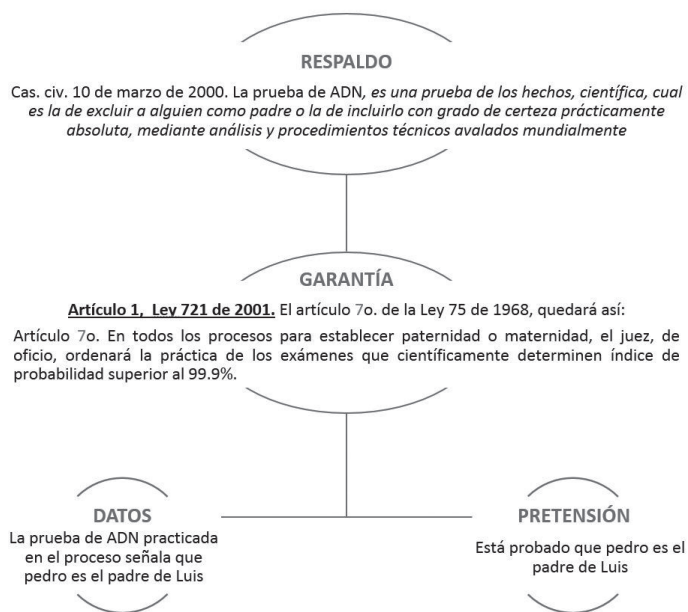 RESPALDO
Cas. civ. 10 de marzo de 2000. La prueba de ADN, es una prueba de los hechos, científica, cual
es la de excluir a alguien como padre o la de incluirlo con grado de certeza prácticamente
absoluta, mediante análisis y procedimientos técnicos avalados mundialmente
GARANTÍA
Artículo 1, Ley 721 de 2001. El artículo 7o. de la Ley 75 de 1968, quedará así:
Artículo 7o. En todos los procesos para establecer paternidad o maternidad, el juez, de
oficio, ordenará la práctica de los exámenes que científicamente determinen índice de
probabilidad superior al 99.9%.
DATOS
La prueba de ADN practicada
en el proceso señala que
pedro es el padre de Luis
PRETENSIÓN
Está probado que pedro es el
padre de Luis